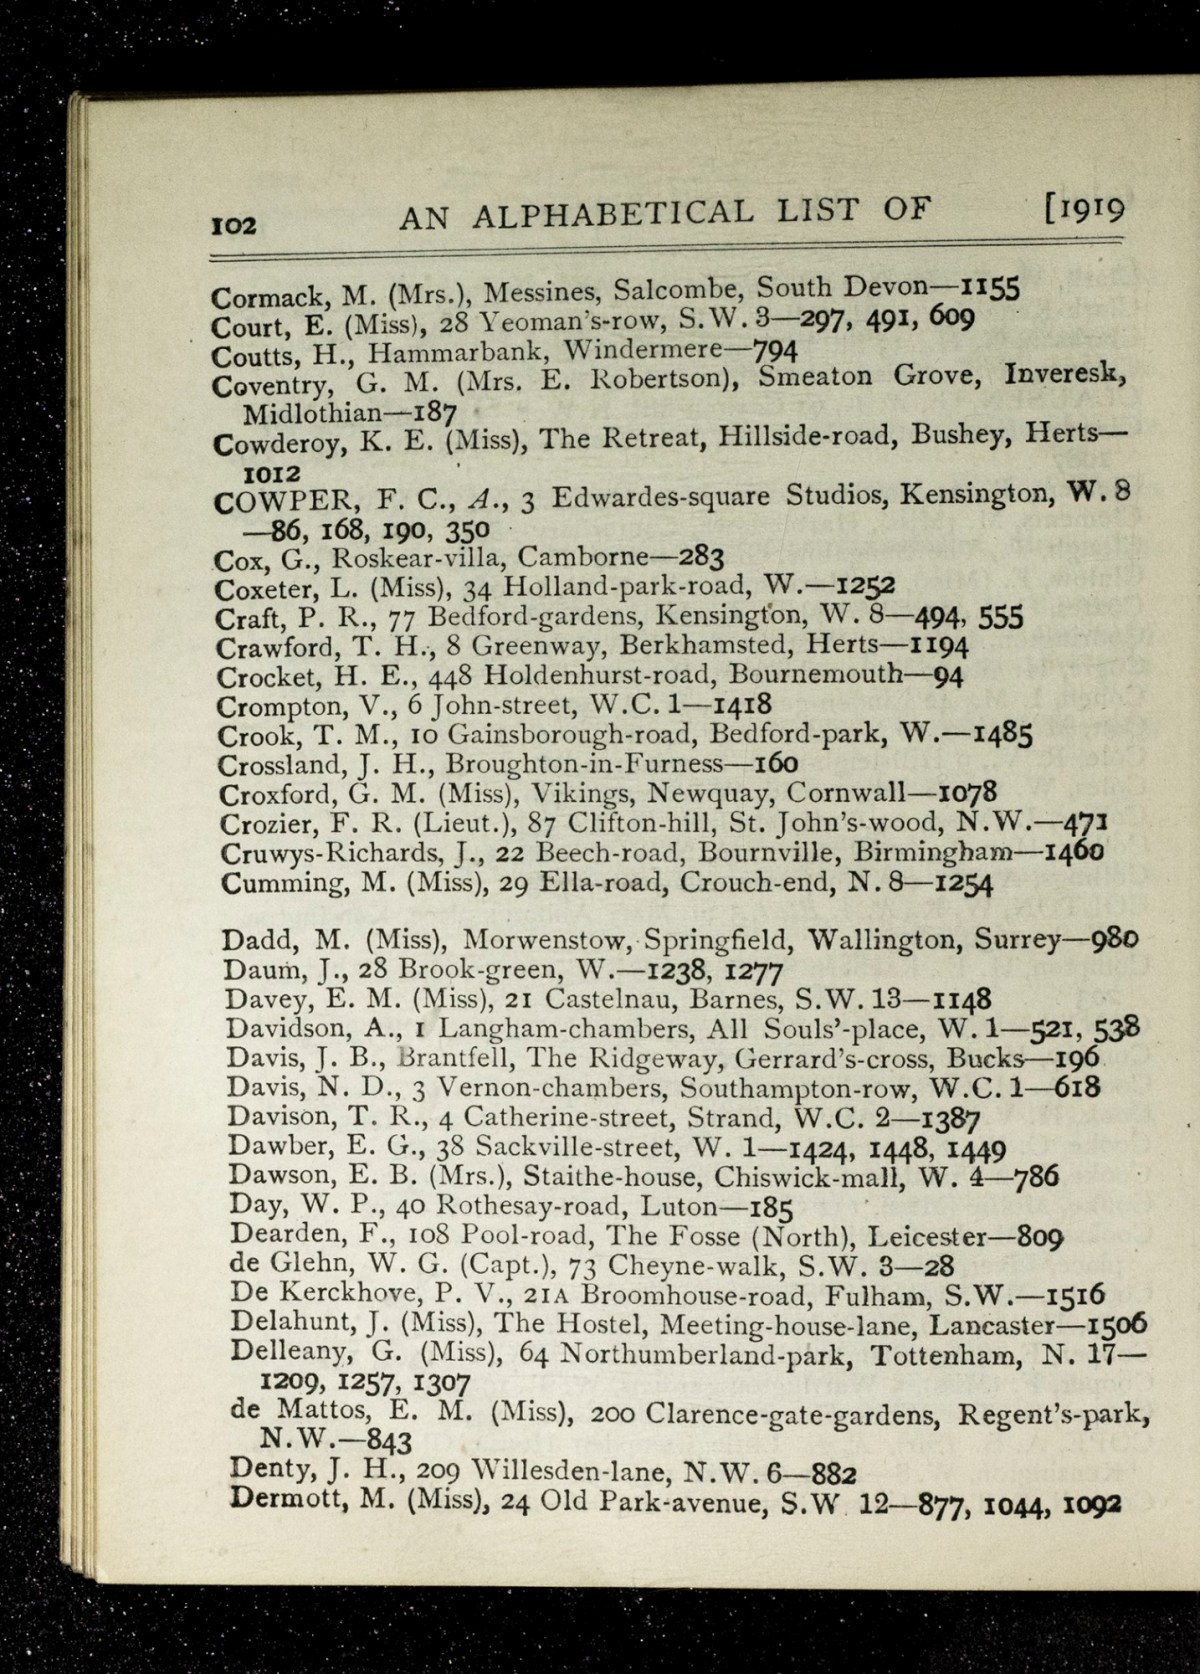 102 AN ALPHABETICAL LIST OF [1919
Cormack, M. (Mrs.), Messines, Salcombe, South Devon—1155
Court, E. (Miss), 28 Yeoman's-row, S.W. 3—297, 491, 609
Coutts, H., Hammarbank, Windermere—794
Coventry, G. M. (Mrs. E. Robertson), Smeaton Grove, Inveresk,
Midlothian—187
Cowderoy, K. E. (Miss), The Retreat, Hillside-road, Bushey, Herts—
1012
COWPER, F. C., A., 3 Edwardes-square Studios, Kensington, W. 8
—86, 168, 190, 350
Cox, G., Roskear-villa, Camborne—283
Coxeter, L. (Miss), 34 Holland-park-road, W.—1252
Craft, P. R., 77 Bedford-gardens, Kensington, W. 8—494, 555
Crawford, T. H., 8 Greenway, Berkhamsted, Herts—1194
Crocket, H. E., 448 Holdenhurst-road, Bournemouth—94
Crompton, V., 6 John-street, W.C. 1—1418
Crook, T. M., 10 Gainsborough-road, Bedford-park, W.—1485
Crossland, J. H., Broughton-in-Furness—160
Croxford, G. M. (Miss), Vikings, Newquay, Cornwall—1078
Crozier, F. R. (Lieut.), 87 Clifton-hill, St. John's-wood, N.W.—471
Cruwys-Richards, J., 22 Beech-road, Bournville, Birmingham—1460
Cumming, M. (Miss), 29 Ella-road, Crouch-end, N. 8—1254
Dadd, M. (Miss), Morwenstow, Springfield, Wallington, Surrey—980
Daum, J., 28 Brook-green, W.—1238, 1277
Davey, E. M. (Miss), 21 Castelnau, Barnes, S.W. 13—1148
Davidson, A., 1 Langham-chambers, All Souls'-place, W. 1—521, 538
Davis, J. B., Brantfell, The Ridgeway, Gerrard's-cross, Bucks—196
Davis, N. D., 3 Vernon-chambers, Southampton-row, W.C. 1—618
Davison, T. R., 4 Catherine-street, Strand, W.C. 2—1387
Dawber, E. G., 38 Sackville-street, W. 1—1424, 1448, 1449
Dawson, E. B. (Mrs.), Staithe-house, Chiswick-mall, W. 4—786
Day, W. P., 40 Rothesay-road, Luton—185
Dearden, F., 108 Pool-road, The Fosse (North), Leicester—809
de Glehn, W. G. (Capt.), 73 Cheyne-walk, S.W. 3—28
De Kerckhove, P. V., 21A Broomhouse-road, Fulham, S.W.—1516
Delahunt, J. (Miss), The Hostel, Meeting-house-lane, Lancaster—1506
Delleany, G. (Miss), 64 Northumberland-park, Tottenham, N. 17—
1209, 1257, 1307
de Mattos, E. M. (Miss), 200 Clarence-gate-gardens, Regent's-park,
N.W.—843
Denty, J. H., 209 Willesden-lane, N.W. 6—882
Dermott, M. (Miss), 24 Old Park-avenue, S.W 12—877, 1044, 1092